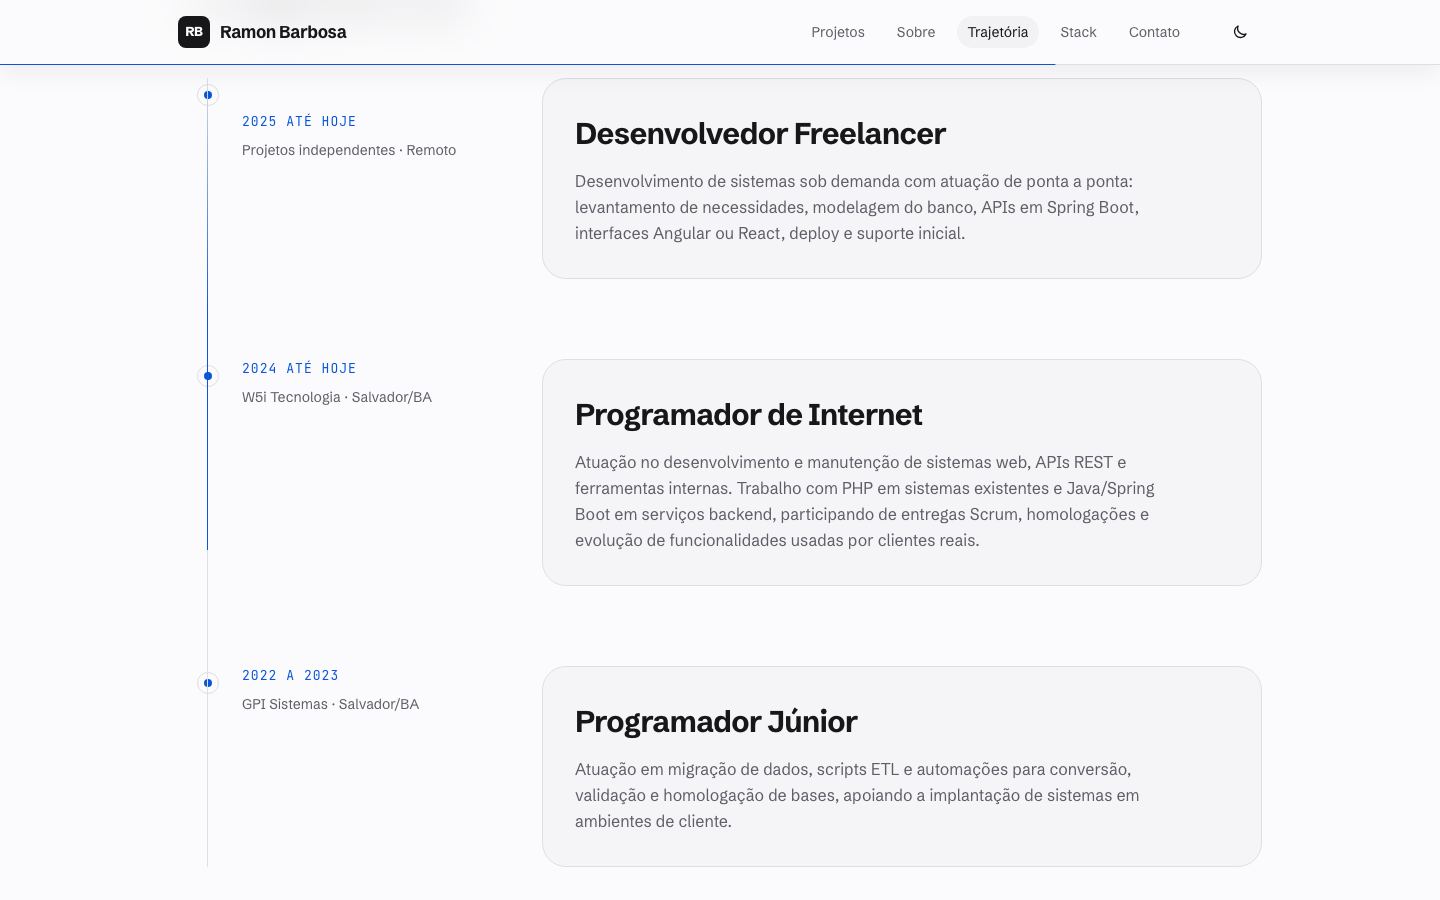 RB
Ramon Barbosa
Projetos
Sobre
Trajetória
Stack
Contato
2025 ATÉ HOJE
Projetos independentes · Remoto
Desenvolvedor Freelancer
Desenvolvimento de sistemas sob demanda com atuação de ponta a ponta:
levantamento de necessidades, modelagem do banco, APIs em Spring Boot,
interfaces Angular ou React, deploy e suporte inicial.
2024 ATÉ HOJE
W5i Tecnologia · Salvador/BA
Programador de Internet
Atuação no desenvolvimento e manutenção de sistemas web, APIs REST e
ferramentas internas. Trabalho com PHP em sistemas existentes e Java/Spring
Boot em serviços backend, participando de entregas Scrum, homologações e
evolução de funcionalidades usadas por clientes reais.
2022 A 2023
GPI Sistemas · Salvador/BA
Programador Júnior
Atuação em migração de dados, scripts ETL e automações para conversão,
validação e homologação de bases, apoiando a implantação de sistemas em
ambientes de cliente.